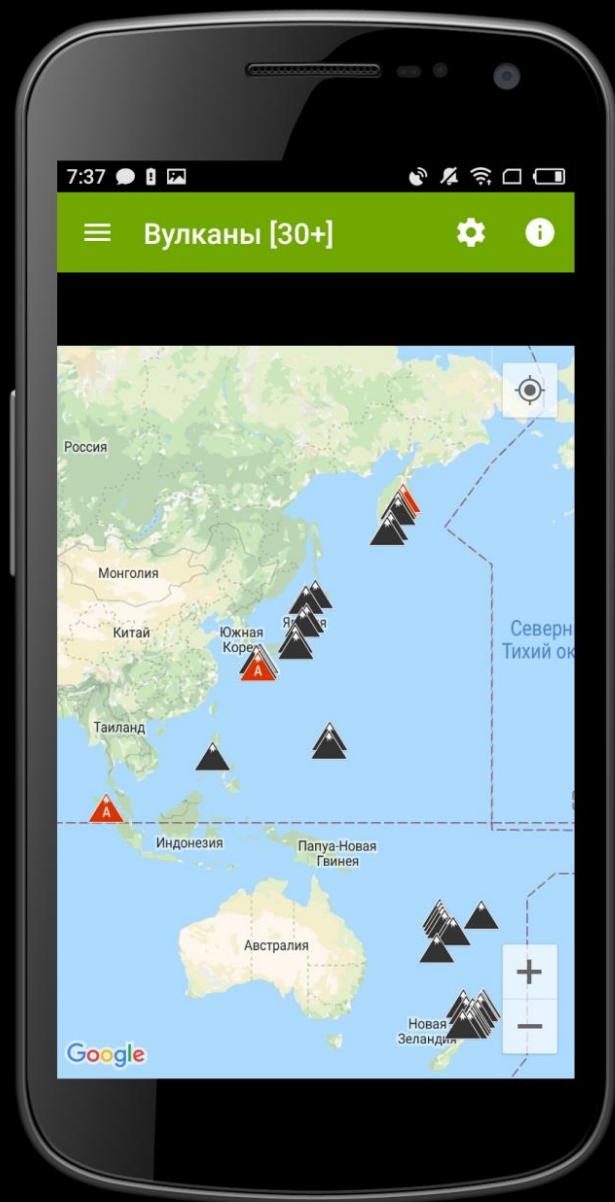 7:37
Вулканы [30+]
Россия
Монголия
Китай
Южная
Таиланд
Индонезия
Папуа-Новая
Гвинея
Австралия
Новая
Зеландия
Северн
Тихий ок
A
A
Google